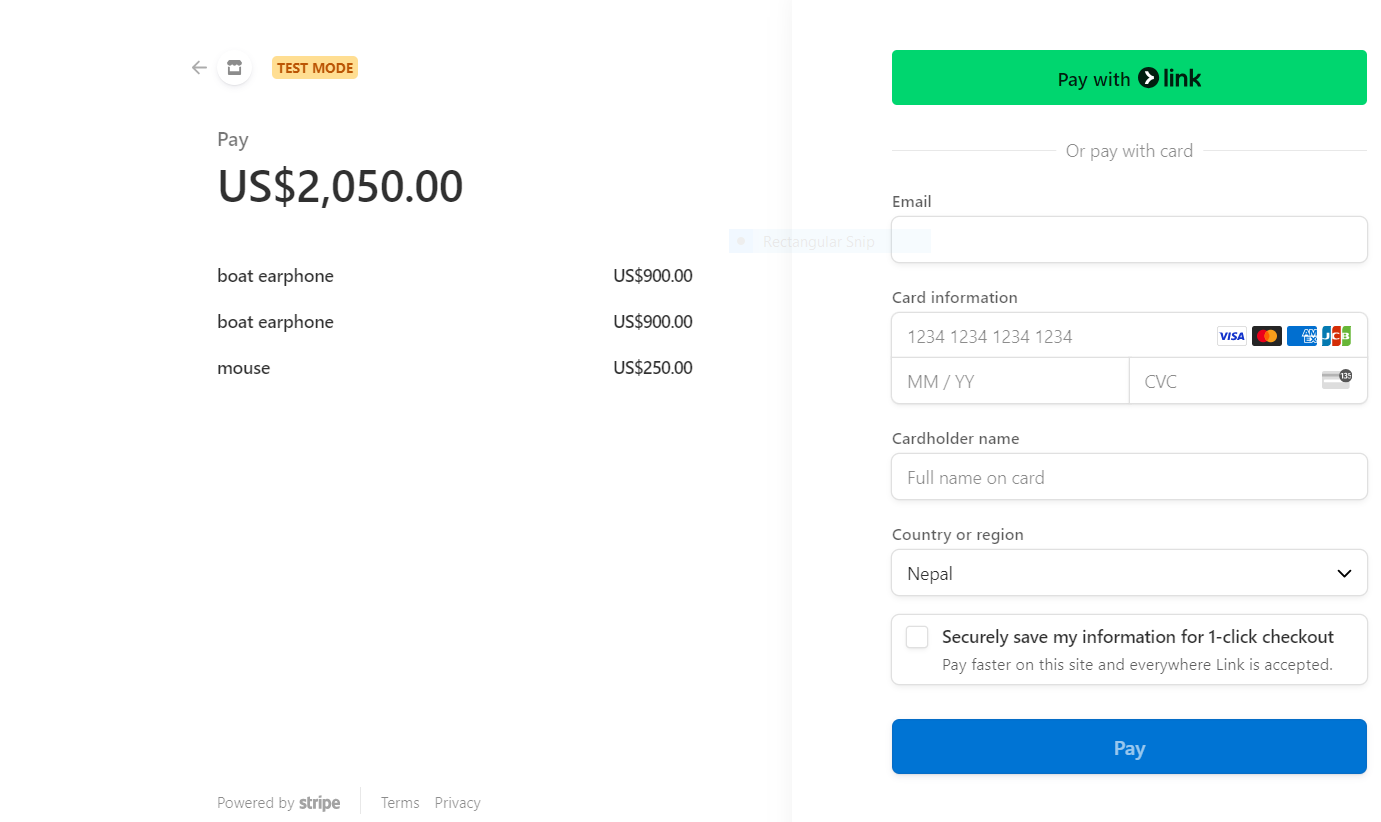 TEST MODE
Pay
US$2,050.00
boat earphone US$900.00
boat earphone US$900.00
mouse US$250.00
Powered by stripe Terms Privacy
Pay with link
Or pay with card
Email
Rectangular Snip
Card information
1234 1234 1234 1234 VISA AMEX JCB
MM / YY CVC 135
Cardholder name
Full name on card
Country or region
Nepal
Securely save my information for 1-click checkout
Pay faster on this site and everywhere Link is accepted.
Pay